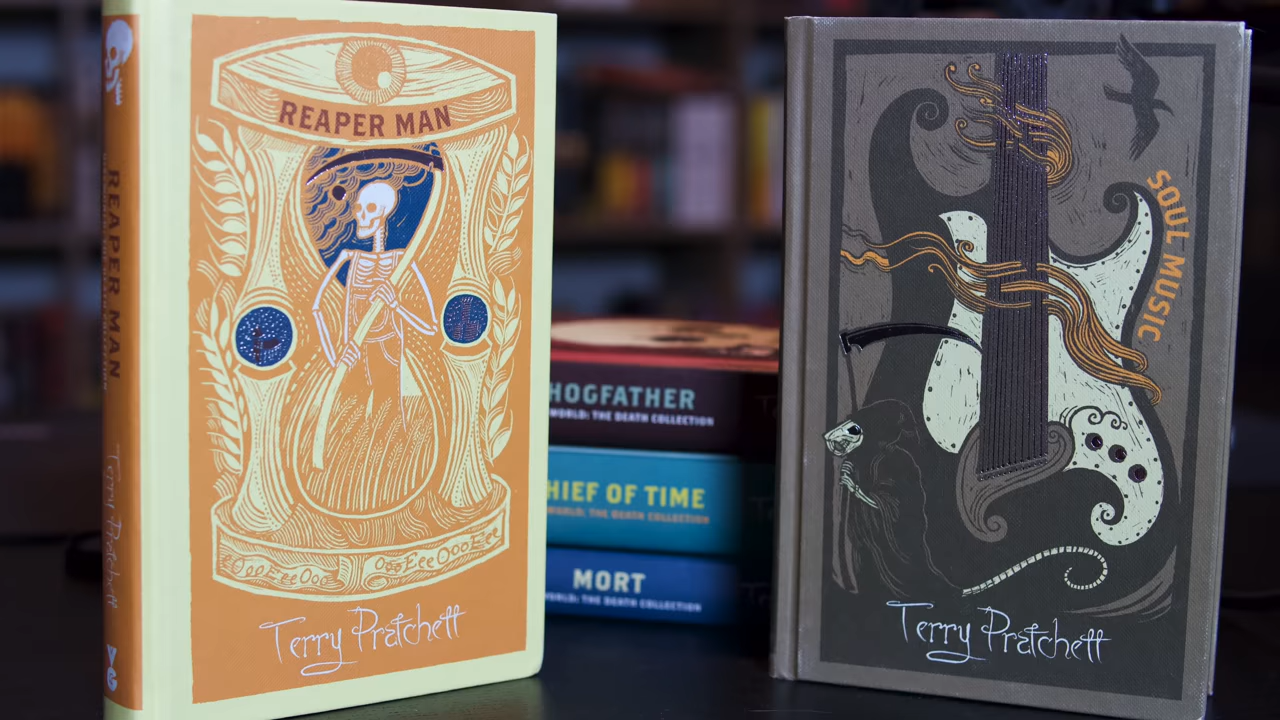 REAPER MAN
REAPER MAN
Terry Pratchett
eOooEeeOoo
OooEeeOooEee
Terry Pratchett
HOGFATHER
WORLD: THE DEATH COLLECTION
HIEF OF TIME
WORLD: THE DEATH COLLECTION
MORT
WORLD: THE DEATH COLLECTION
SOUL MUSIC
Terry Pratchett